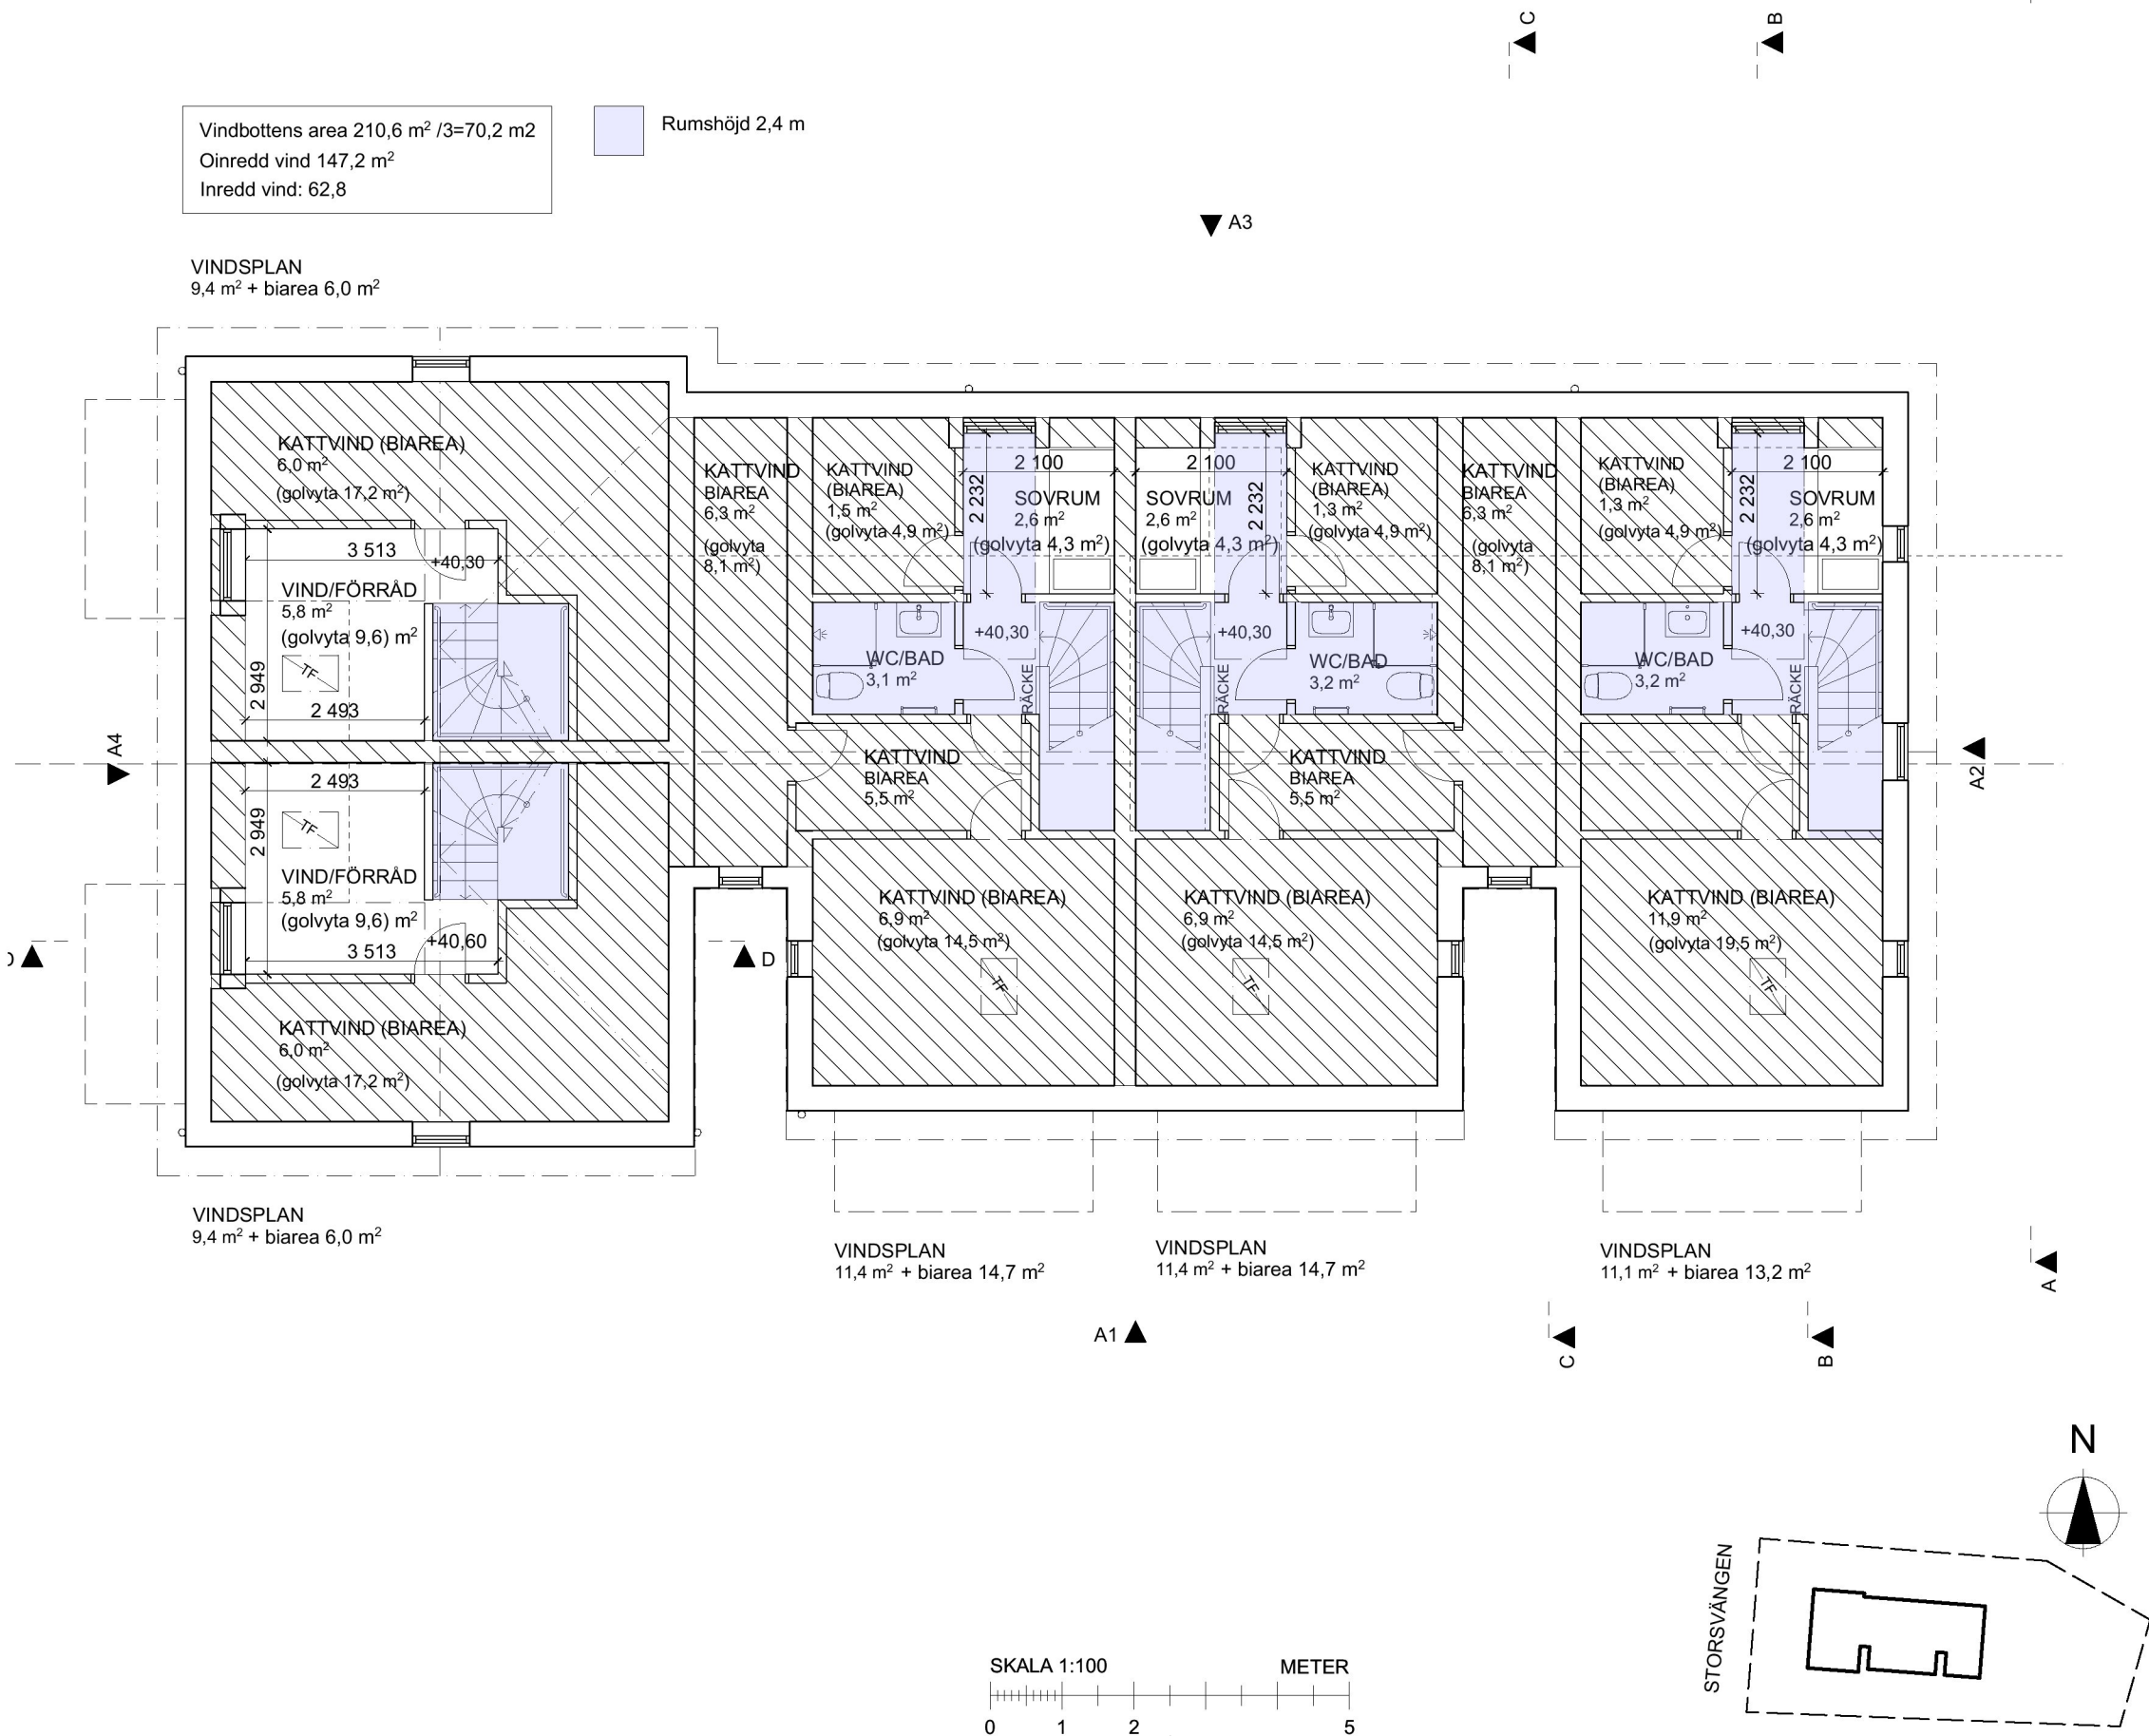 C
B
Vindbottens area 210,6 m² /3=70,2 m2
Oinredd vind 147,2 m²
Inredd vind: 62,8
Rumshöjd 2,4 m
A3
VINDSPLAN
9,4 m² + biarea 6,0 m²
KATTVIND (BIAREA)
6,0 m²
(golvyta 17,2 m²)
3 513
+40,30
VIND/FÖRRÅD
5,8 m²
(golvyta 9,6) m²
TF
2 949
2 493
A4
2 493
TF
2 949
VIND/FÖRRÅD
5,8 m²
(golvyta 9,6) m²
+40,60
3 513
KATTVIND (BIAREA)
6,0 m²
(golvyta 17,2 m²)
KATTVIND
BIAREA
6,3 m²
(golvyta
8,1 m²)
KATTVIND
(BIAREA)
1,5 m²
(golvyta 4,9 m²)
2 100
2 232
SOVRUM
2,6 m²
(golvyta 4,3 m²)
2 100
2 232
SOVRUM
2,6 m²
(golvyta 4,3 m²)
KATTVIND
(BIAREA)
1,3 m²
(golvyta 4,9 m²)
KATTVIND
BIAREA
6,3 m²
(golvyta
8,1 m²)
KATTVIND
(BIAREA)
1,3 m²
(golvyta 4,9 m²)
2 100
2 232
SOVRUM
2,6 m²
(golvyta 4,3 m²)
+40,30
WC/BAD
3,1 m²
RÄCKE
+40,30
WC/BAD
3,2 m²
RÄCKE
+40,30
WC/BAD
3,2 m²
RÄCKE
KATTVIND
BIAREA
5,5 m²
KATTVIND
BIAREA
5,5 m²
A2
KATTVIND (BIAREA)
6,9 m²
(golvyta 14,5 m²)
TF
KATTVIND (BIAREA)
6,9 m²
(golvyta 14,5 m²)
TF
KATTVIND (BIAREA)
11,9 m²
(golvyta 19,5 m²)
TF
D
VINDSPLAN
9,4 m² + biarea 6,0 m²
VINDSPLAN
11,4 m² + biarea 14,7 m²
VINDSPLAN
11,4 m² + biarea 14,7 m²
VINDSPLAN
11,1 m² + biarea 13,2 m²
A
A1
C
B
N
STORSVÄNGEN
SKALA 1:100
METER
0 1 2 5